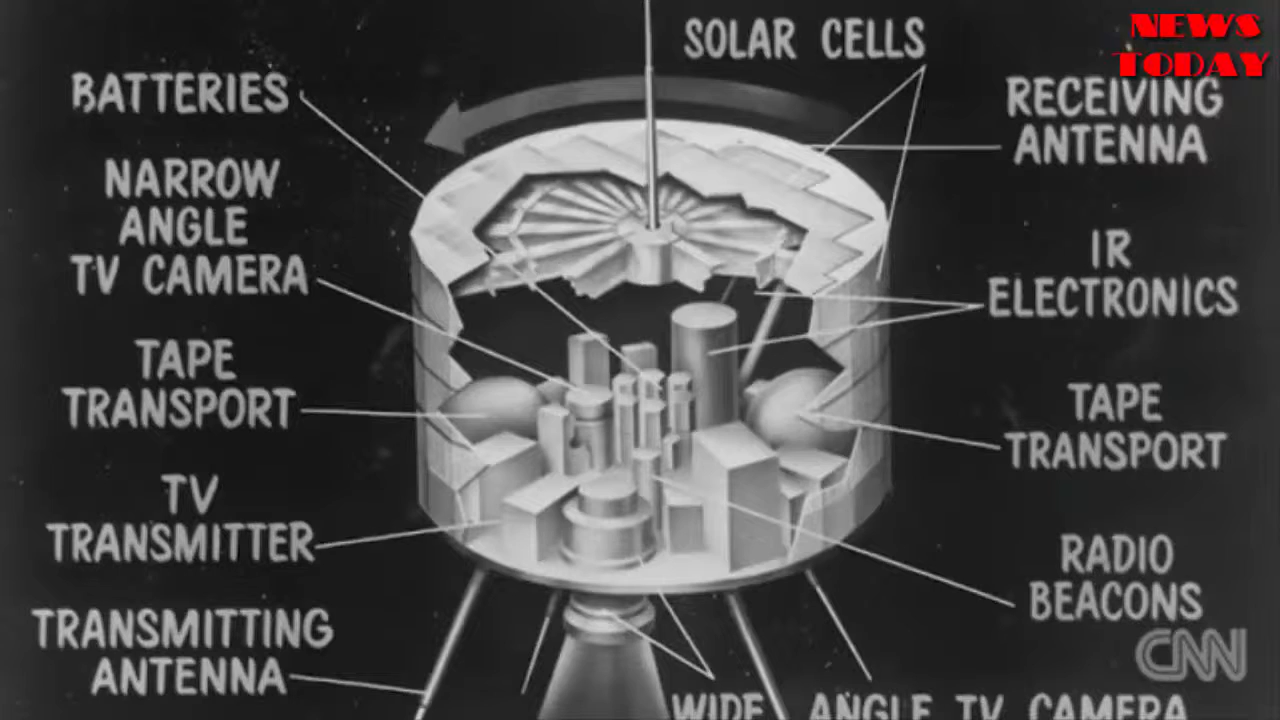 SOLAR CELLS
NEWS
TODAY
BATTERIES
RECEIVING
ANTENNA
NARROW
ANGLE
TV CAMERA
IR
ELECTRONICS
TAPE
TRANSPORT
TAPE
TRANSPORT
TV
TRANSMITTER
RADIO
BEACONS
TRANSMITTING
ANTENNA
CNN
WIDE ANGLE TV CAMERA